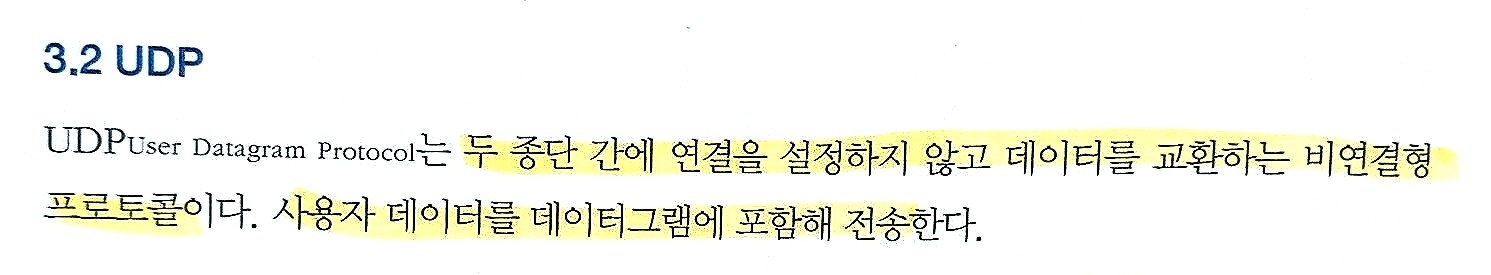 3.2 UDP
UDPUser Datagram Protocol는 두 종단 간에 연결을 설정하지 않고 데이터를 교환하는 비연결형
프로토콜이다. 사용자 데이터를 데이터그램에 포함해 전송한다.